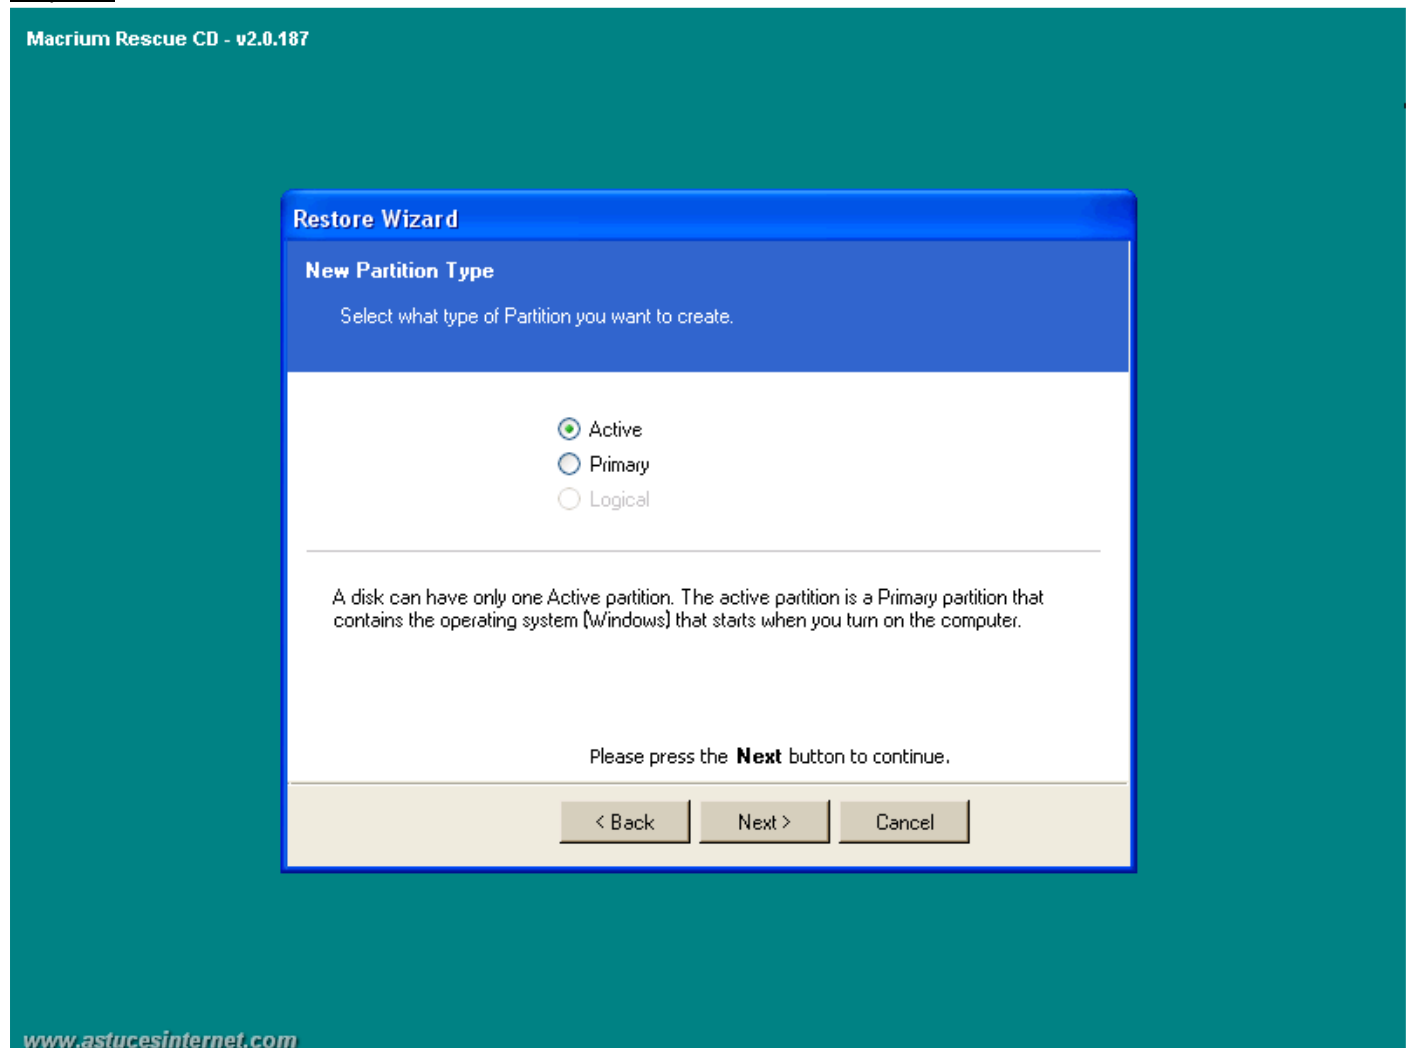 Macrium Rescue CD - v2.0.187
Restore Wizard
New Partition Type
Select what type of Partition you want to create.
Active
Primary
Logical
A disk can have only one Active partition. The active partition is a Primary partition that
contains the operating system (Windows) that starts when you turn on the computer.
Please press the Next button to continue.
< Back
Next >
Cancel
www.astucesinternet.com